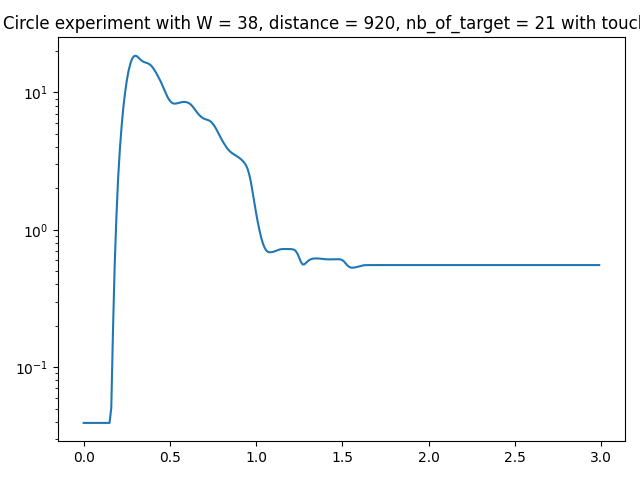 Circle experiment with W = 38, distance = 920, nb_of_target = 21 with touch
10¹
10⁰
10⁻¹
0.0 0.5 1.0 1.5 2.0 2.5 3.0